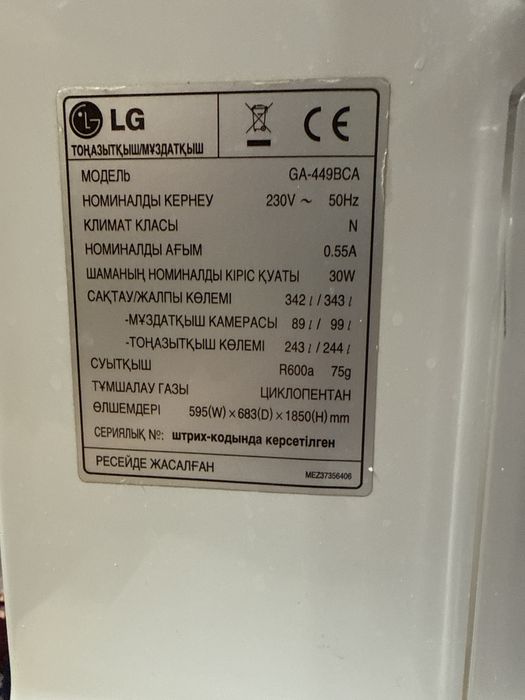 LG
ТОҢАЗЫТҚЫШ/МҰЗДАТҚЫШ
CE
МОДЕЛЬ GA-449BCA
НОМИНАЛДЫ КЕРНЕУ 230V ~ 50Hz
КЛИМАТ КЛАСЫ N
НОМИНАЛДЫ АҒЫМ 0.55A
ШАМАНЫҢ НОМИНАЛДЫ КІРІС ҚУАТЫ 30W
САҚТАУ/ЖАЛПЫ КӨЛЕМІ 342 l / 343 l
-МҰЗДАТҚЫШ КАМЕРАСЫ 89 l / 99 l
-ТОҢАЗЫТҚЫШ КӨЛЕМІ 243 l / 244 l
СУЫТҚЫШ R600a 75g
ТҰМШАЛАУ ГАЗЫ ЦИКЛОПЕНТАН
ӨЛШЕМДЕРІ 595(W) × 683(D) × 1850(H) mm
СЕРИЯЛЫҚ №: штрих-кодында керсетілген
РЕСЕЙДЕ ЖАСАЛҒАН MEZ37356406